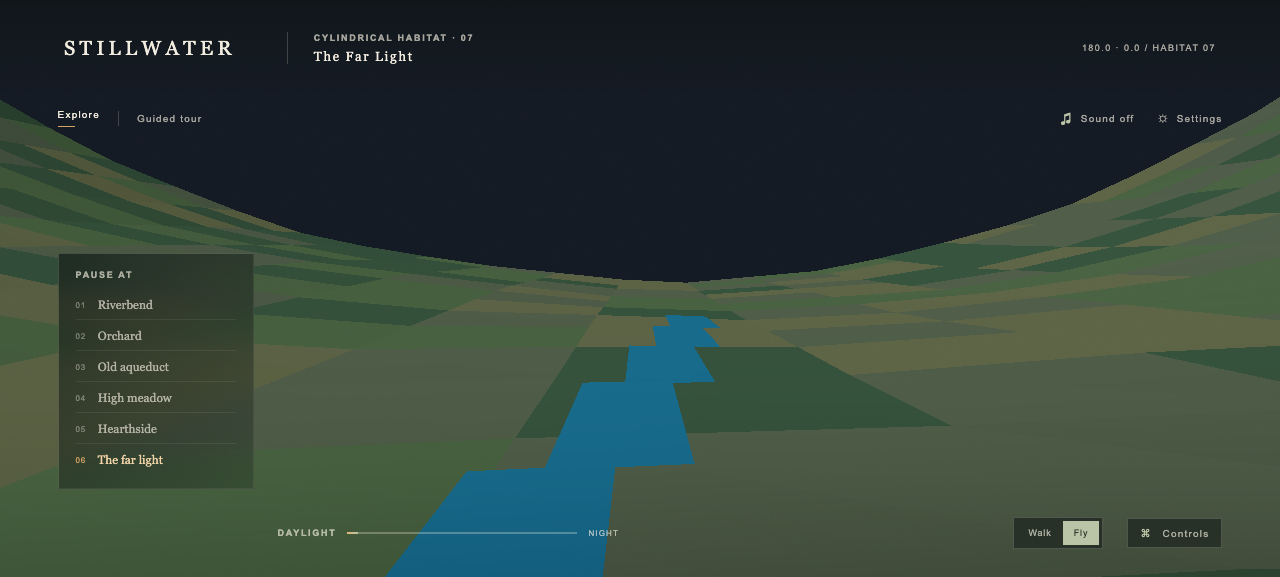 STILLWATER
CYLINDRICAL HABITAT · 07
The Far Light
180.0 · 0.0 / HABITAT 07
Explore
Guided tour
Sound off
Settings
PAUSE AT
01 Riverbend
02 Orchard
03 Old aqueduct
04 High meadow
05 Hearthside
06 The far light
DAYLIGHT
NIGHT
Walk
Fly
⌘ Controls